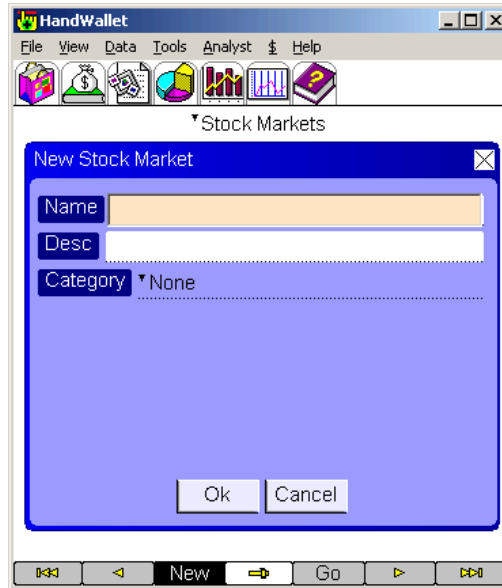 HandWallet
File View Data Tools Analyst $ Help
$ ?
Stock Markets
New Stock Market
Name
Desc
Category None
Ok Cancel
New Go